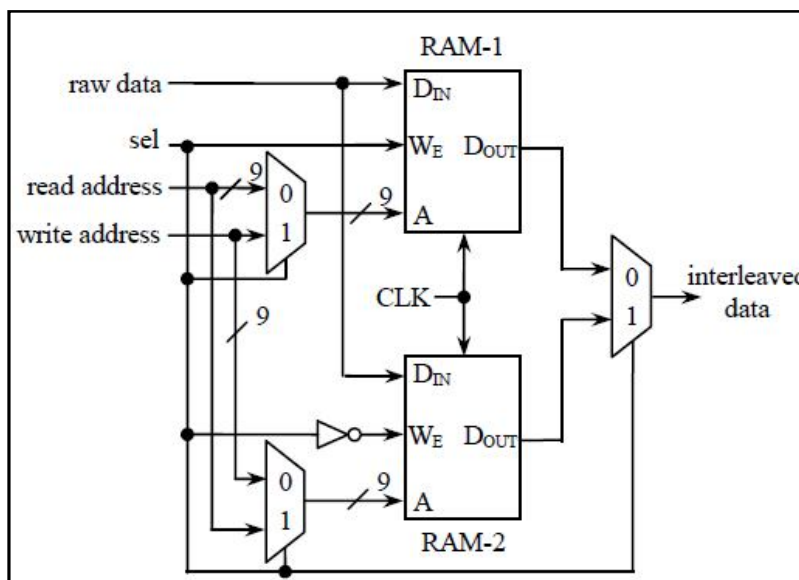 RAM-1
raw data
D_IN
sel
W_E D_OUT
read address
9
0
9
write address
1
A
0
interleaved
CLK
1
data
9
D_IN
W_E D_OUT
0
9
A
1
RAM-2